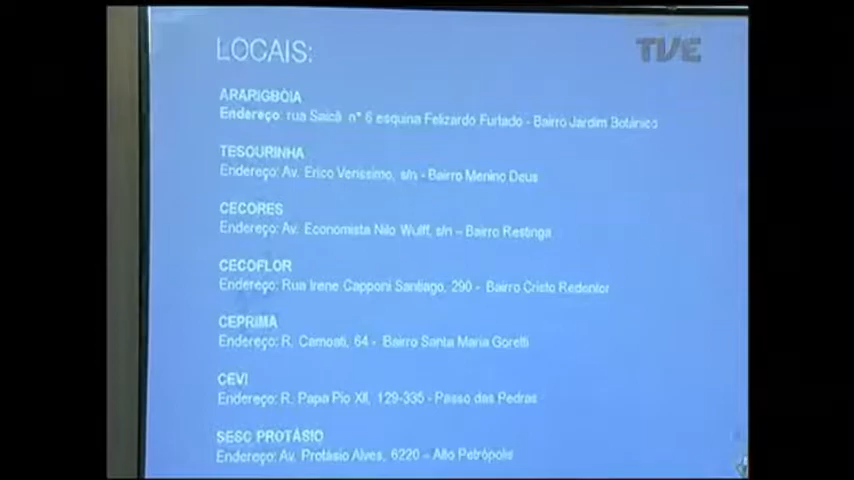 LOCAIS:
TVE
ARARIGBÓIA
Endereço: rua Saicã nº 6 esquina Felizardo Furtado - Bairro Jardim Botânico
TESOURINHA
Endereço: Av. Erico Verissimo, s/n - Bairro Menino Deus
CECORES
Endereço: Av. Economista Nilo Wulff, s/n – Bairro Restinga
CECOFLOR
Endereço: Rua Irene Capponi Santiago, 290 - Bairro Cristo Redentor
CEPRIMA
Endereço: R. Camoati, 64 - Bairro Santa Maria Goretti
CEVI
Endereço: R. Papa Pio XII, 129-335 - Passo das Pedras
SESC PROTÁSIO
Endereço: Av. Protásio Alves, 6220 – Alto Petrópolis